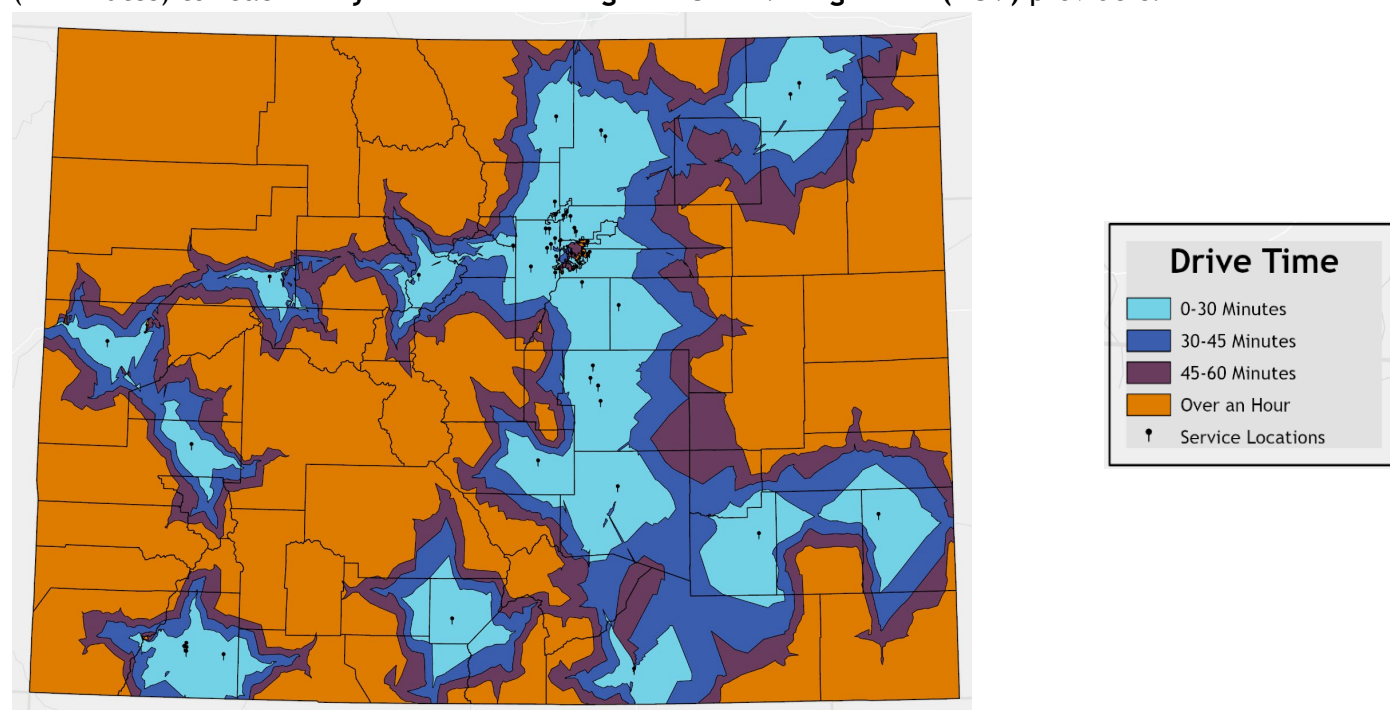 Drive Time
0-30 Minutes
30-45 Minutes
45-60 Minutes
Over an Hour
Service Locations